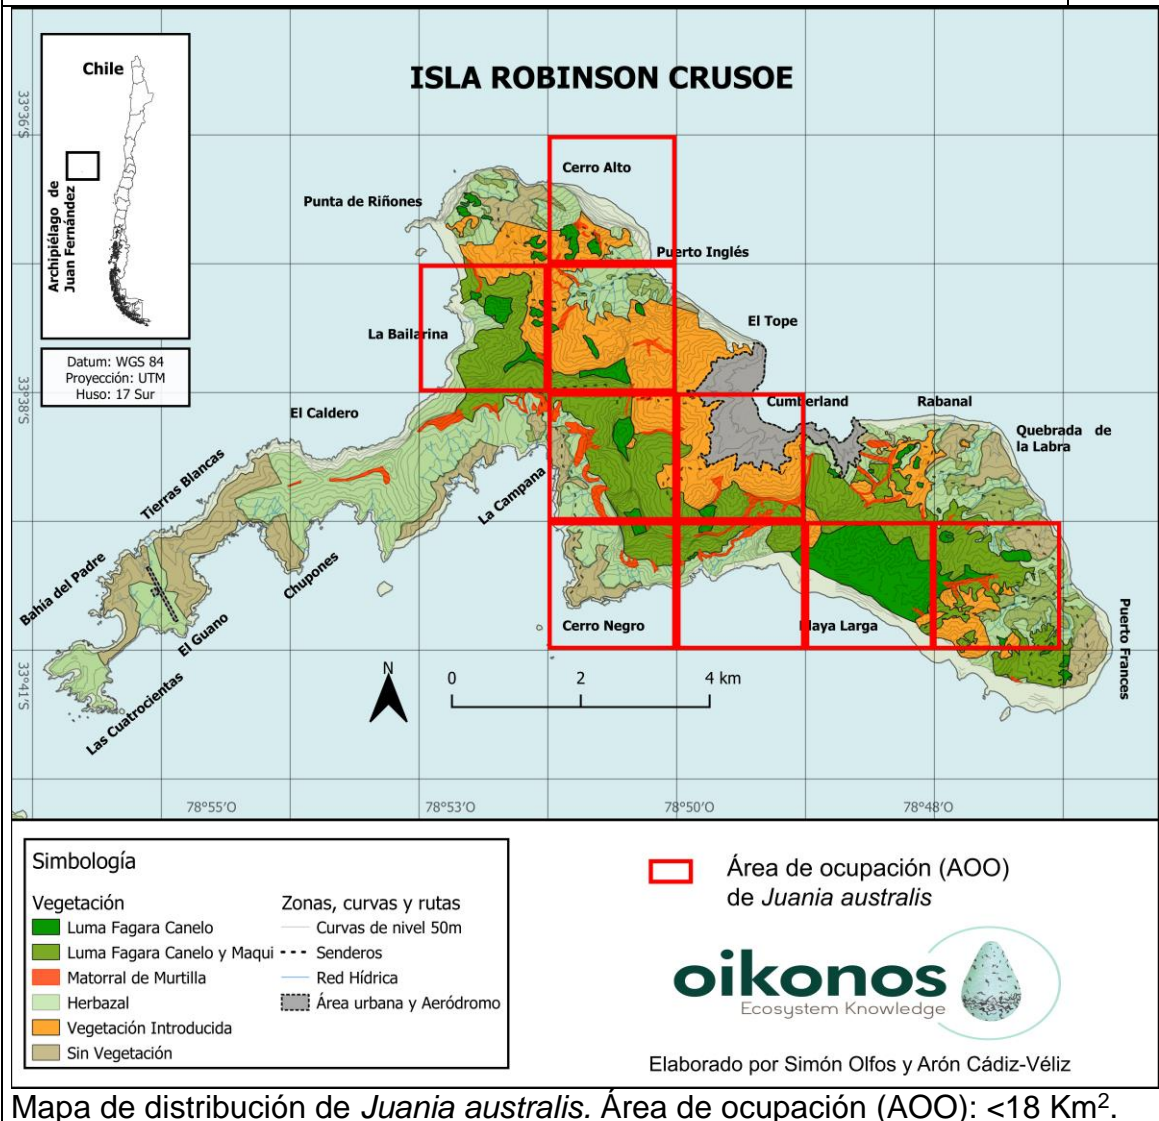 ISLA ROBINSON CRUSOE
Chile
Archipiélago de
Juan Fernández
Datum: WGS 84
Proyección: UTM
Huso: 17 Sur
33°36'S
33°38'S
33°41'S
Cerro Alto
Punta de Riñones
Puerto Inglés
La Bailarina
El Tope
El Caldero
Cumberland
Rabanal
Quebrada de
la Labra
Tierras Blancas
La Campana
Bahía del Padre
Chupones
El Guano
Cerro Negro
Playa Larga
Puerto Frances
Las Cuatrocientas
N
0 2 4 km
78°55'O 78°53'O 78°50'O 78°48'O
Simbología
Vegetación
Luma Fagara Canelo
Luma Fagara Canelo y Maqui
Matorral de Murtilla
Herbazal
Vegetación Introducida
Sin Vegetación
Zonas, curvas y rutas
Curvas de nivel 50m
Senderos
Red Hídrica
Área urbana y Aeródromo
Área de ocupación (AOO)
de Juania australis
oikonos
Ecosystem Knowledge
Elaborado por Simón Olfos y Arón Cádiz-Véliz
Mapa de distribución de Juania australis. Área de ocupación (AOO): <18 Km².